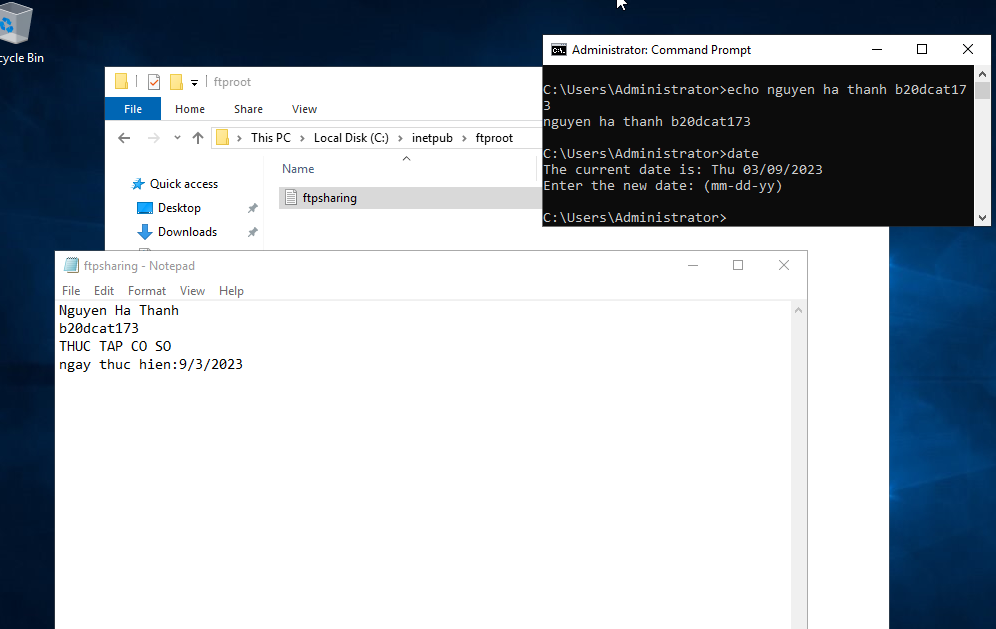 cycle Bin
ftproot
File Home Share View
This PC Local Disk (C:) inetpub ftproot
Name
Quick access
Desktop
Downloads
ftpsharing
Administrator: Command Prompt
C:\Users\Administrator>echo nguyen ha thanh b20dcat17
3
nguyen ha thanh b20dcat173
C:\Users\Administrator>date
The current date is: Thu 03/09/2023
Enter the new date: (mm-dd-yy)
C:\Users\Administrator>
ftpsharing - Notepad
File Edit Format View Help
Nguyen Ha Thanh
b20dcat173
THUC TAP CO SO
ngay thuc hien:9/3/2023